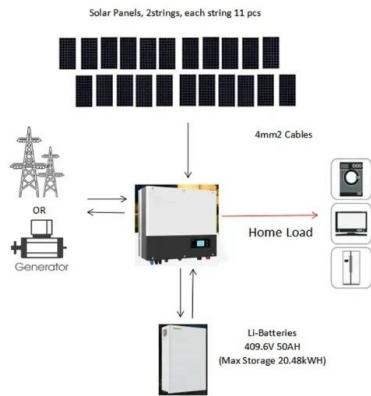 Solar Panels, 2strings, each string 11 pcs
4mm2 Cables
OR
Generator
Home Load
Li-Batteries
409.6V 50AH
(Max Storage 20.48kWH)